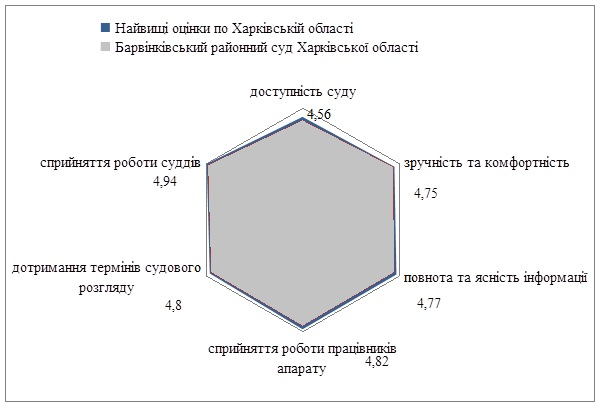 Найвищі оцінки по Харківській області
Барвінківський районний суд Харківської області
доступність суду
4,56
сприйняття роботи суддів
4,94
зручність та комфортність
4,75
дотримання термінів судового
розгляду
4,8
повнота та ясність інформації
4,77
сприйняття роботи працівників
апарату
4,82